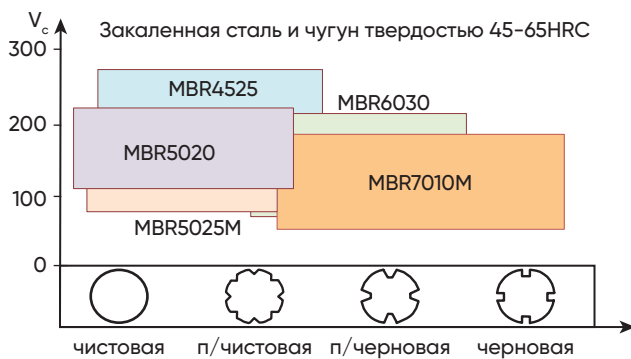 V_c
Закаленная сталь и чугун твердостью 45-65HRC
300
MBR4525
MBR6030
200
MBR5020
MBR7010M
100
MBR5025M
0
чистовая п/чистовая п/черновая черновая